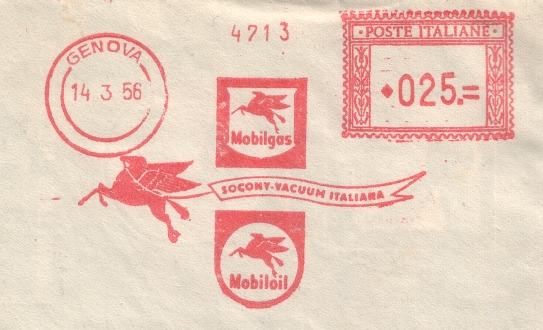 4713
POSTE ITALIANE
GENOVA
14 3 56
025.=
Mobilgas
SOCONY-VACUUM ITALIANA
Mobiloil